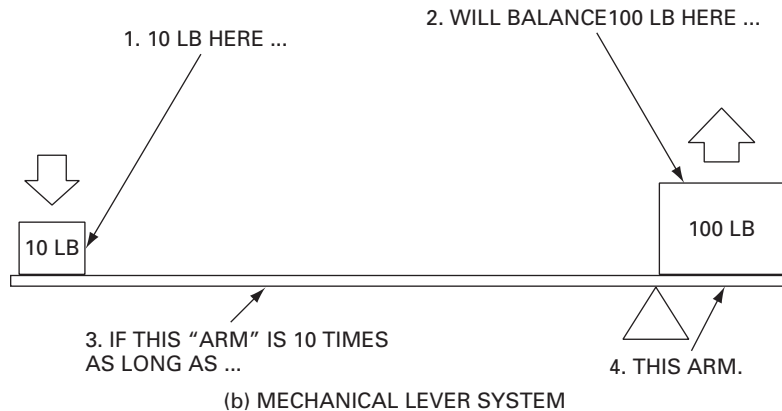 1. 10 LB HERE ...
2. WILL BALANCE100 LB HERE ...
10 LB
100 LB
3. IF THIS “ARM” IS 10 TIMES
AS LONG AS ...
4. THIS ARM.
(b) MECHANICAL LEVER SYSTEM